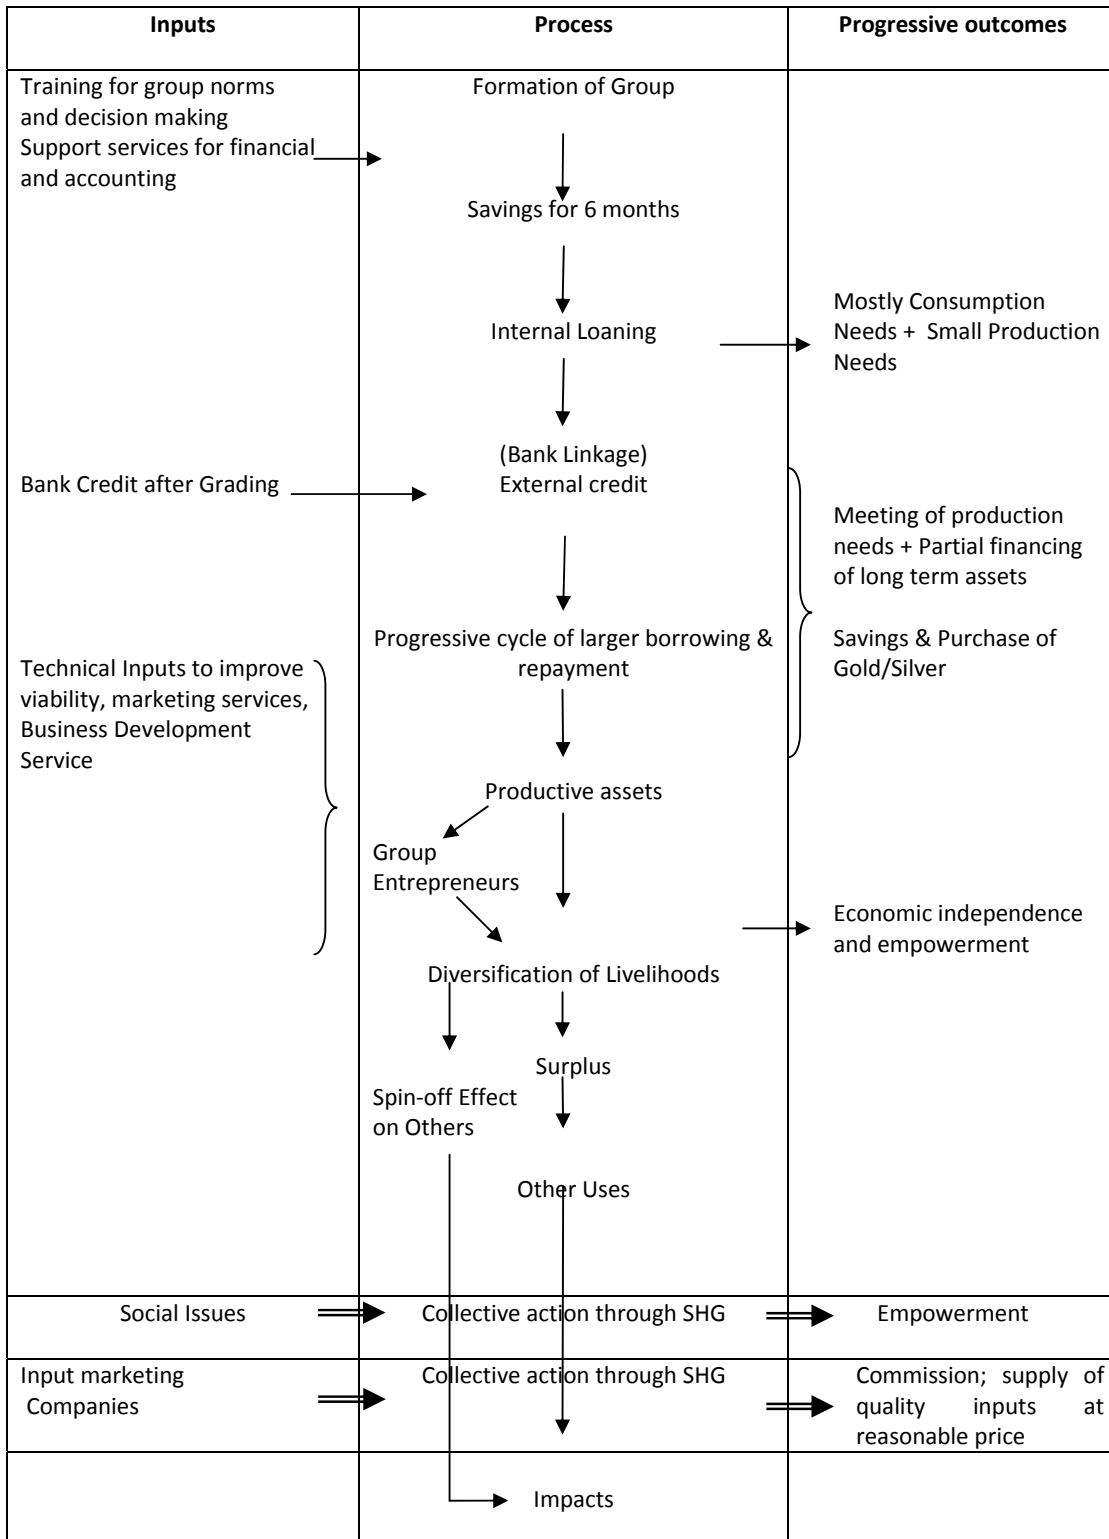 Inputs
Process
Progressive outcomes
Training for group norms
and decision making
Support services for financial
and accounting
Formation of Group
Savings for 6 months
Internal Loaning
Mostly Consumption
Needs + Small Production
Needs
(Bank Linkage)
External credit
Bank Credit after Grading
Meeting of production
needs + Partial financing
of long term assets
Savings & Purchase of
Gold/Silver
Progressive cycle of larger borrowing &
repayment
Technical Inputs to improve
viability, marketing services,
Business Development
Service
Productive assets
Group
Entrepreneurs
Economic independence
and empowerment
Diversification of Livelihoods
Surplus
Spin-off Effect
on Others
Other Uses
Social Issues
Collective action through SHG
Empowerment
Input marketing
Companies
Collective action through SHG
Commission; supply of
quality inputs at
reasonable price
Impacts